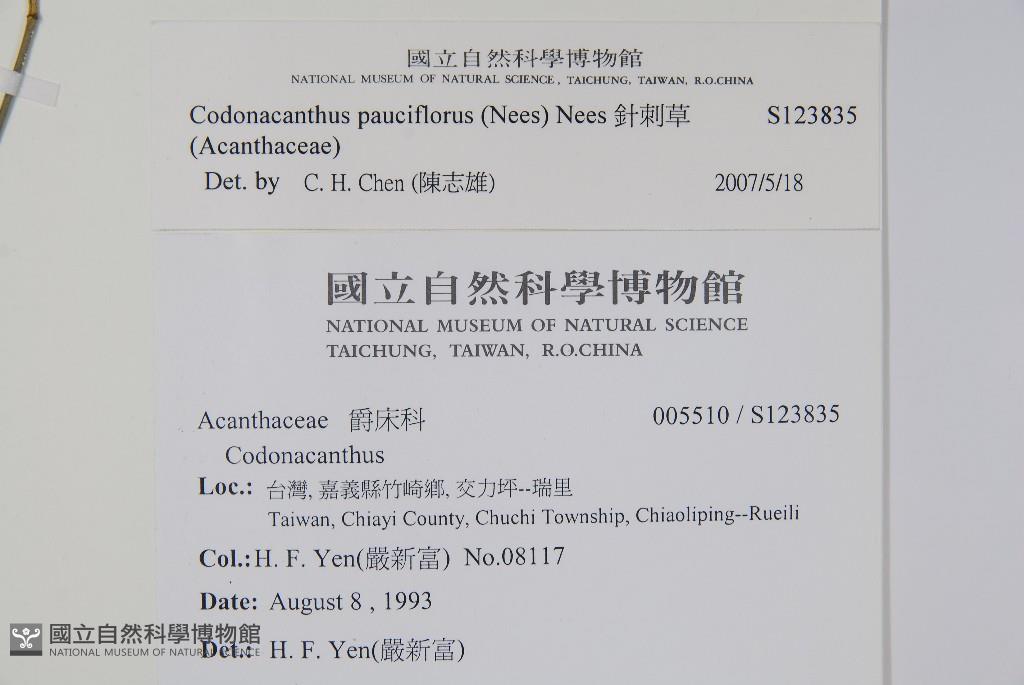 國立自然科學博物館
NATIONAL MUSEUM OF NATURAL SCIENCE, TAICHUNG, TAIWAN, R.O.CHINA
Codonacanthus pauciflorus (Nees) Nees 針刺草 S123835
(Acanthaceae)
Det. by C. H. Chen (陳志雄) 2007/5/18
國立自然科學博物館
NATIONAL MUSEUM OF NATURAL SCIENCE
TAICHUNG, TAIWAN, R.O.CHINA
Acanthaceae 爵床科 005510 / S123835
Codonacanthus
Loc.: 台灣, 嘉義縣竹崎鄉, 交力坪--瑞里
Taiwan, Chiayi County, Chuchi Township, Chiaoliping--Rueili
Col.:H. F. Yen(嚴新富) No.08117
Date: August 8 , 1993
Det.: H. F. Yen(嚴新富)
國立自然科學博物館
NATIONAL MUSEUM OF NATURAL SCIENCE